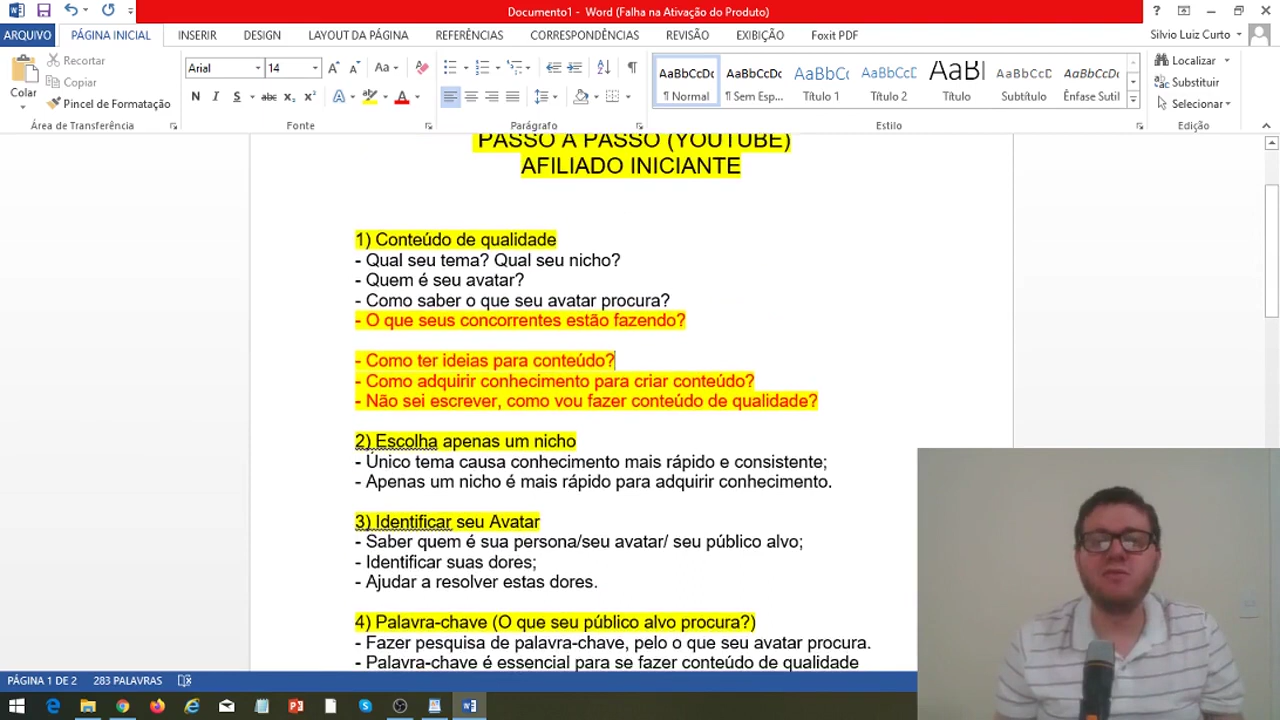 Documento1 - Word (Falha na Ativação do Produto)
ARQUIVO PÁGINA INICIAL INSERIR DESIGN LAYOUT DA PÁGINA REFERÊNCIAS CORRESPONDÊNCIAS REVISÃO EXIBIÇÃO Foxit PDF Silvio Luiz Curto
Colar
Recortar
Copiar
Pincel de Formatação
Arial 14
N I S abc x₂ x² A A
AaBbCcDc AaBbCcDc AaBbCc AaBbCcC AaBl AaBbCcD AaBbCcDc
¶ Normal ¶ Sem Esp... Título 1 Título 2 Título Subtítulo Ênfase Sutil
Localizar
Substituir
Selecionar
Área de Transferência Fonte Parágrafo Estilo Edição
PASSO A PASSO (YOUTUBE)
AFILIADO INICIANTE
1) Conteúdo de qualidade
- Qual seu tema? Qual seu nicho?
- Quem é seu avatar?
- Como saber o que seu avatar procura?
- O que seus concorrentes estão fazendo?
- Como ter ideias para conteúdo?
- Como adquirir conhecimento para criar conteúdo?
- Não sei escrever, como vou fazer conteúdo de qualidade?
2) Escolha apenas um nicho
- Único tema causa conhecimento mais rápido e consistente;
- Apenas um nicho é mais rápido para adquirir conhecimento.
3) Identificar seu Avatar
- Saber quem é sua persona/seu avatar/ seu público alvo;
- Identificar suas dores;
- Ajudar a resolver estas dores.
4) Palavra-chave (O que seu público alvo procura?)
- Fazer pesquisa de palavra-chave, pelo o que seu avatar procura.
- Palavra-chave é essencial para se fazer conteúdo de qualidade
PÁGINA 1 DE 2 283 PALAVRAS